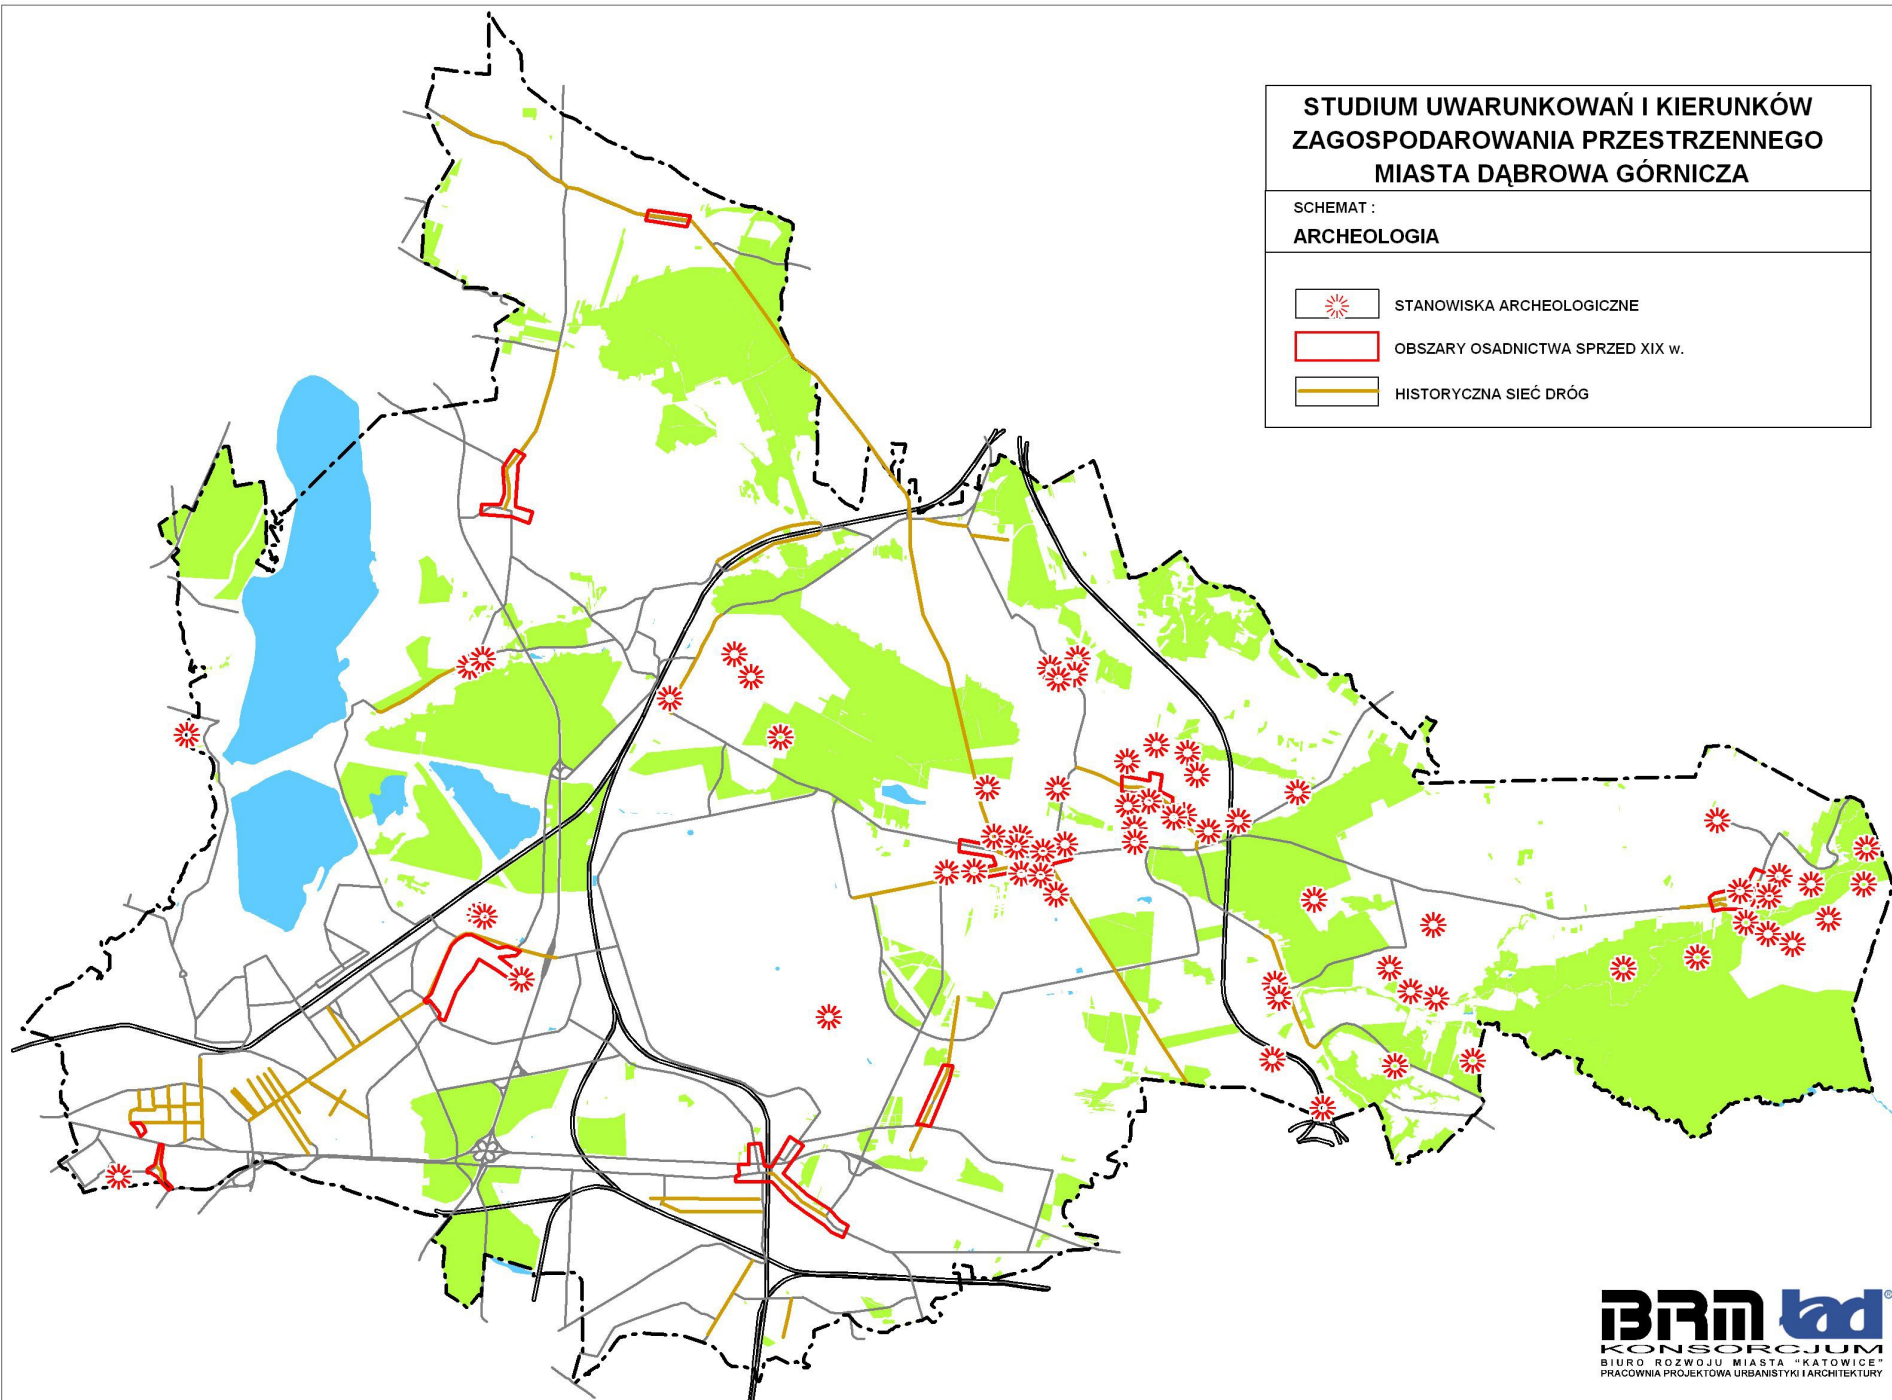 STUDIUM UWARUNKOWAŃ I KIERUNKÓW
ZAGOSPODAROWANIA PRZESTRZENNEGO
MIASTA DĄBROWA GÓRNICZA
SCHEMAT :
ARCHEOLOGIA
STANOWISKA ARCHEOLOGICZNE
OBSZARY OSADNICTWA SPRZED XIX w.
HISTORYCZNA SIEĆ DRÓG
BRM ład ®
KONSORCJUM
BIURO ROZWOJU MIASTA "KATOWICE"
PRACOWNIA PROJEKTOWA URBANISTYKI I ARCHITEKTURY